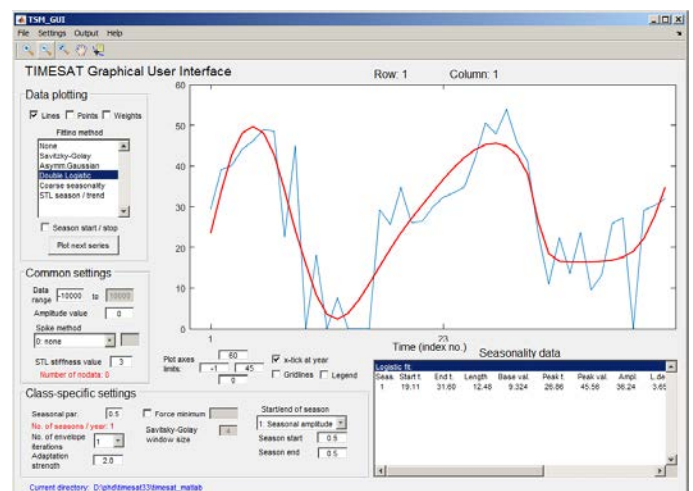 TSM_GUI
File Settings Output Help
TIMESAT Graphical User Interface
Row: 1 Column: 1
Data plotting
Lines Points Weights
Fitting method
None
Savitzky-Golay
Asymm.Gaussian
Double Logistic
Coarse seasonality
STL season / trend
Season start / stop
Plot next series
60
50
40
30
20
10
0
1 23
Time (index no.)
Common settings
Data range -10000 to 10000
Amplitude value 0
Spike method
0: none
STL stiffness value 3
Number of nodata: 0
Plot axes limits:
60
-1 45
0
x-tick at year
Gridlines Legend
Seasonality data
Logistic fit
Seas. Start t. End t. Length Base val. Peak t. Peak val. Ampl. L.de
1 19.11 31.60 12.48 9.324 26.86 45.56 36.24 3.65
Class-specific settings
Seasonal par. 0.5
No. of seasons / year: 1
No. of envelope iterations 1
Adaptation strength 2.0
Force minimum
Savitsky-Golay window size 4
Start/end of season
1: Seasonal amplitude
Season start 0.5
Season end 0.5
Current directory: D:\phd\timesat33\timesat_matlab